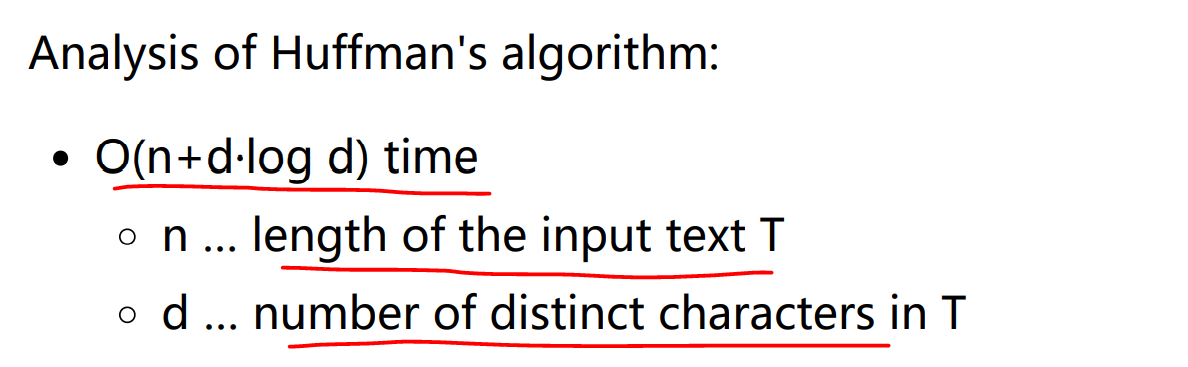 Analysis of Huffman's algorithm:
• O(n+d·log d) time
○ n ... length of the input text T
○ d ... number of distinct characters in T